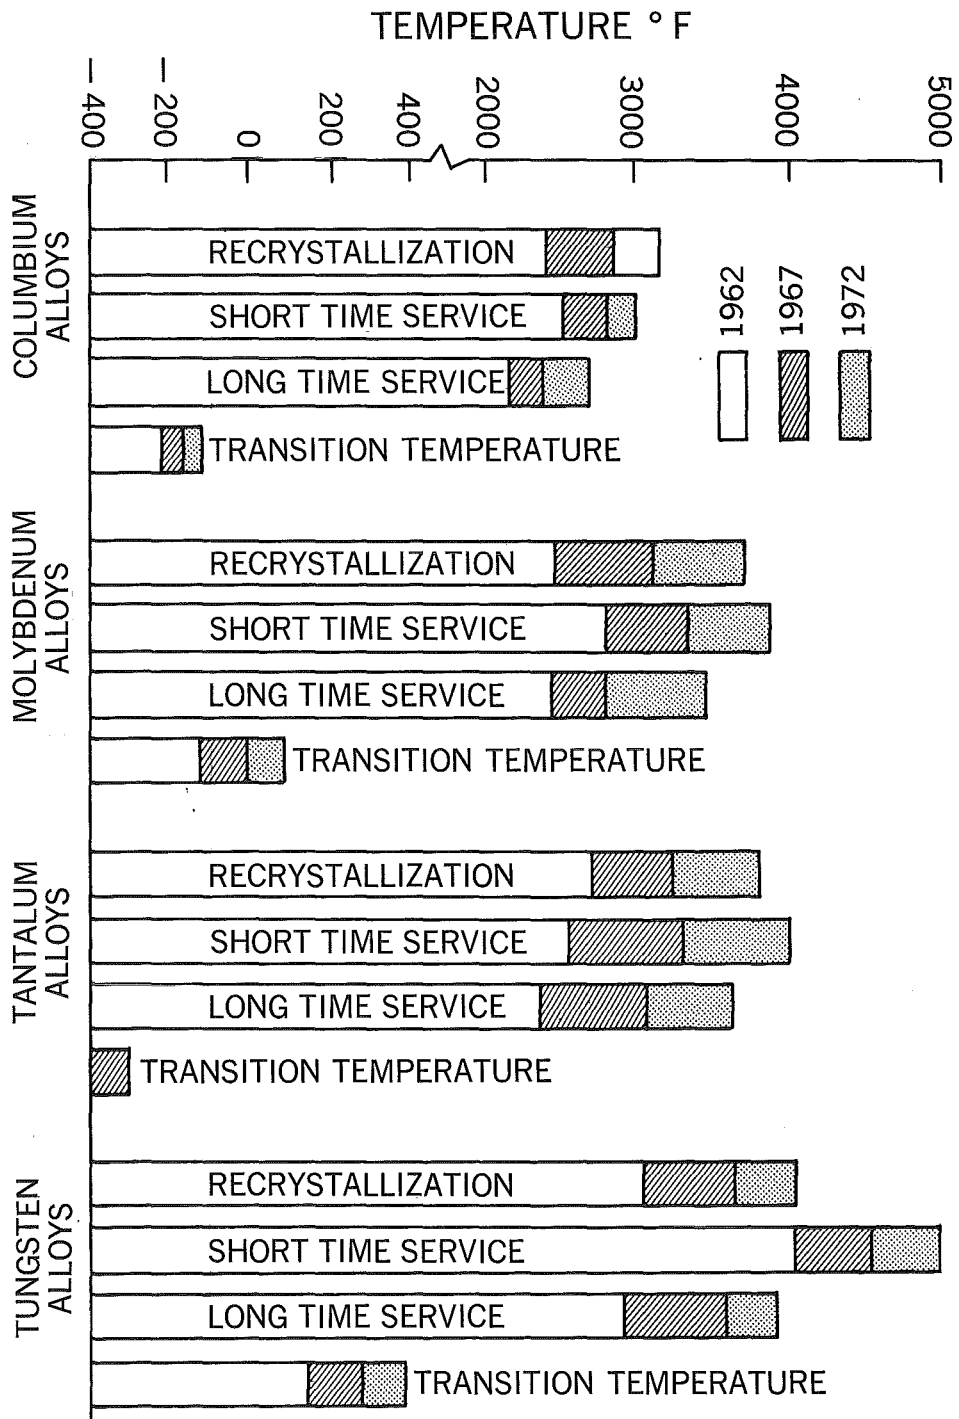 TEMPERATURE ° F
-400
-200
0
200
400
2000
3000
4000
5000
COLUMBIUM
ALLOYS
RECRYSTALLIZATION
SHORT TIME SERVICE
LONG TIME SERVICE
TRANSITION TEMPERATURE
1962
1967
1972
MOLYBDENUM
ALLOYS
RECRYSTALLIZATION
SHORT TIME SERVICE
LONG TIME SERVICE
TRANSITION TEMPERATURE
TANTALUM
ALLOYS
RECRYSTALLIZATION
SHORT TIME SERVICE
LONG TIME SERVICE
TRANSITION TEMPERATURE
TUNGSTEN
ALLOYS
RECRYSTALLIZATION
SHORT TIME SERVICE
LONG TIME SERVICE
TRANSITION TEMPERATURE